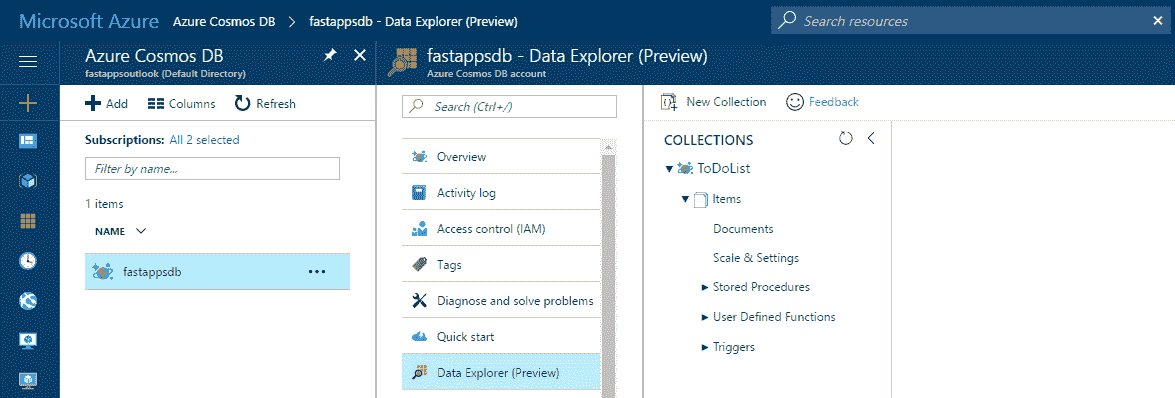 Microsoft Azure Azure Cosmos DB > fastappsdb - Data Explorer (Preview)
Search resources
Azure Cosmos DB
fastappsoutlook (Default Directory)
Add Columns Refresh
Subscriptions: All 2 selected
Filter by name...
1 items
NAME
fastappsdb
fastappsdb - Data Explorer (Preview)
Azure Cosmos DB account
Search (Ctrl+/)
Overview
Activity log
Access control (IAM)
Tags
Diagnose and solve problems
Quick start
Data Explorer (Preview)
New Collection Feedback
COLLECTIONS
ToDoList
Items
Documents
Scale & Settings
Stored Procedures
User Defined Functions
Triggers